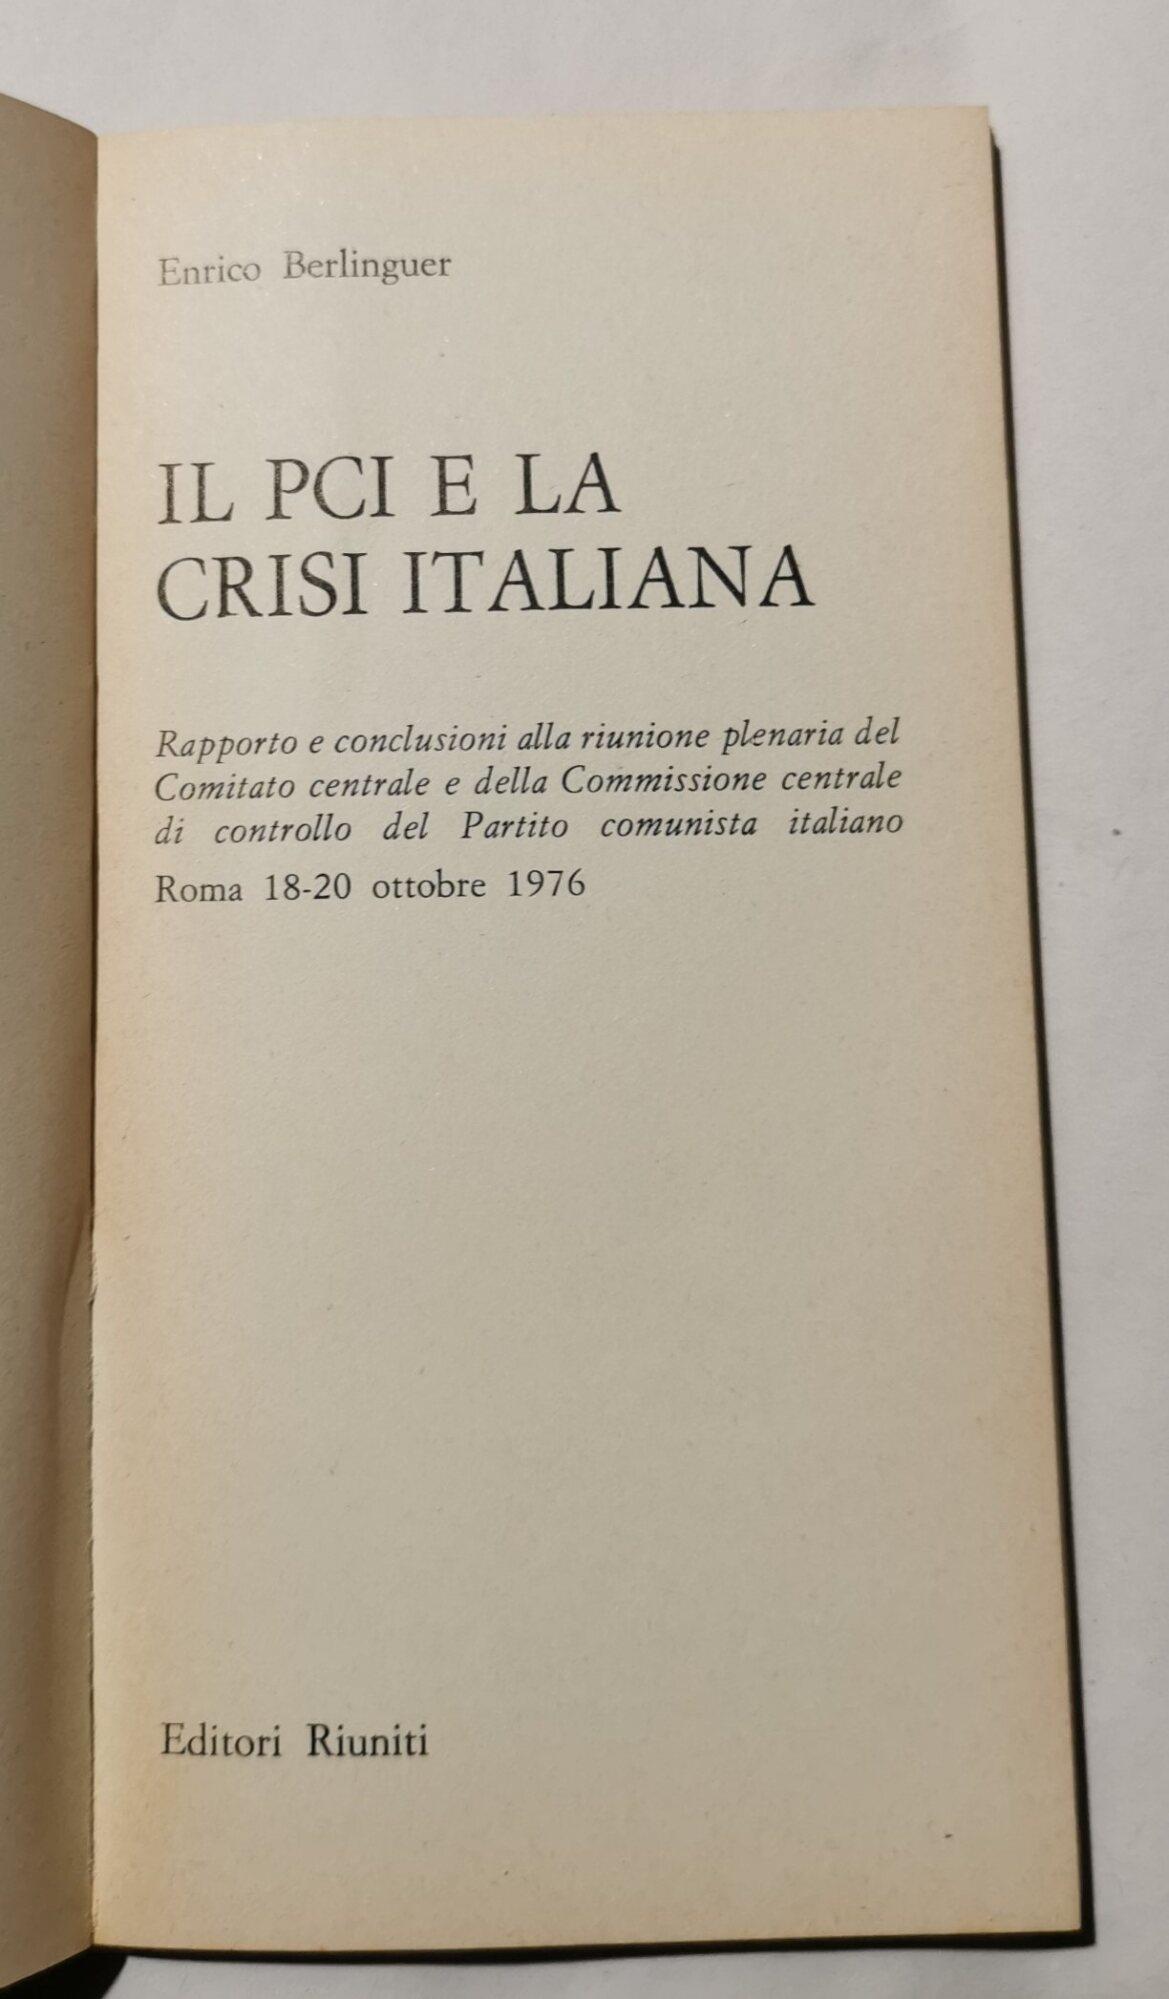 Enrico Berlinguer
IL PCI E LA
CRISI ITALIANA
Rapporto e conclusioni alla riunione plenaria del
Comitato centrale e della Commissione centrale
di controllo del Partito comunista italiano
Roma 18-20 ottobre 1976
Editori Riuniti